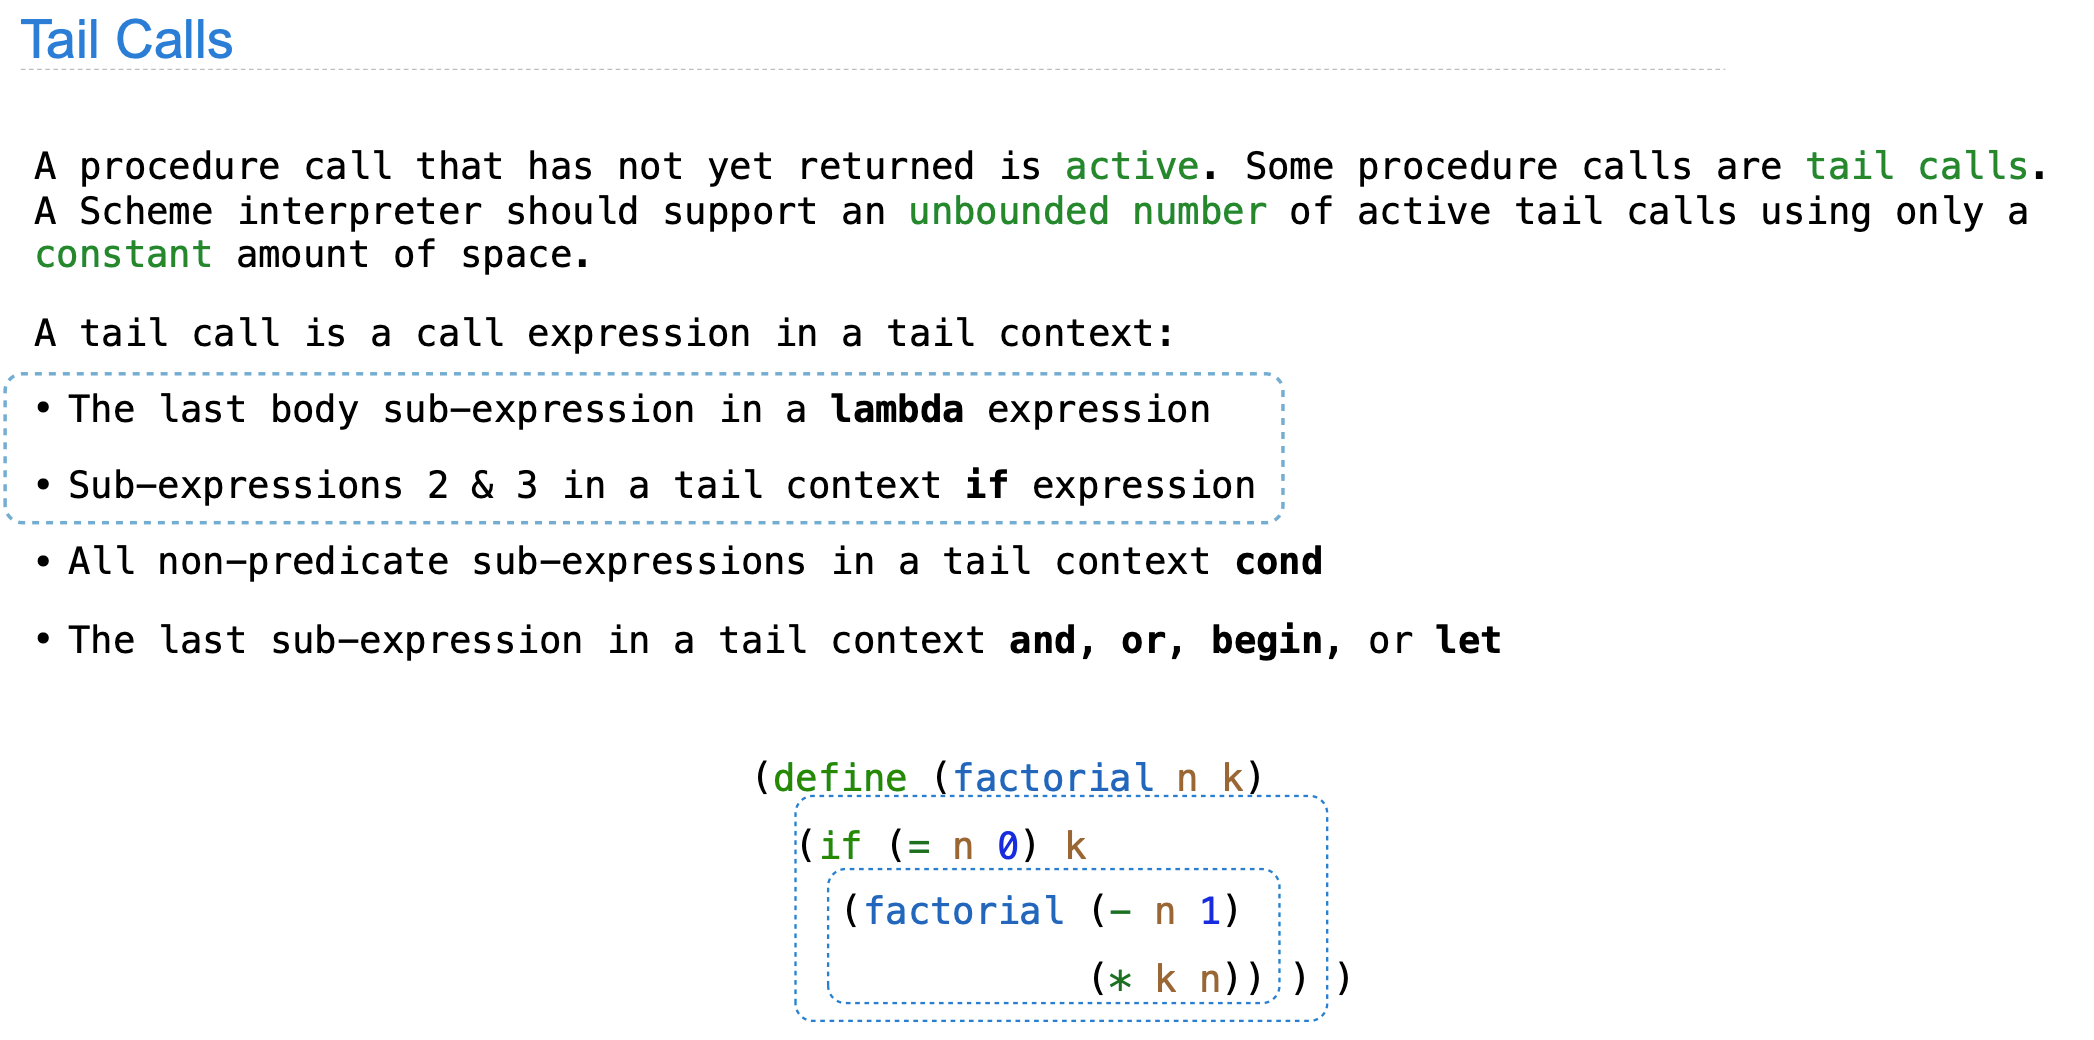 Tail Calls
A procedure call that has not yet returned is active. Some procedure calls are tail calls.
A Scheme interpreter should support an unbounded number of active tail calls using only a
constant amount of space.
A tail call is a call expression in a tail context:
• The last body sub-expression in a lambda expression
• Sub-expressions 2 & 3 in a tail context if expression
• All non-predicate sub-expressions in a tail context cond
• The last sub-expression in a tail context and, or, begin, or let
(define (factorial n k)
(if (= n 0) k
(factorial (- n 1)
(* k n)) ) )